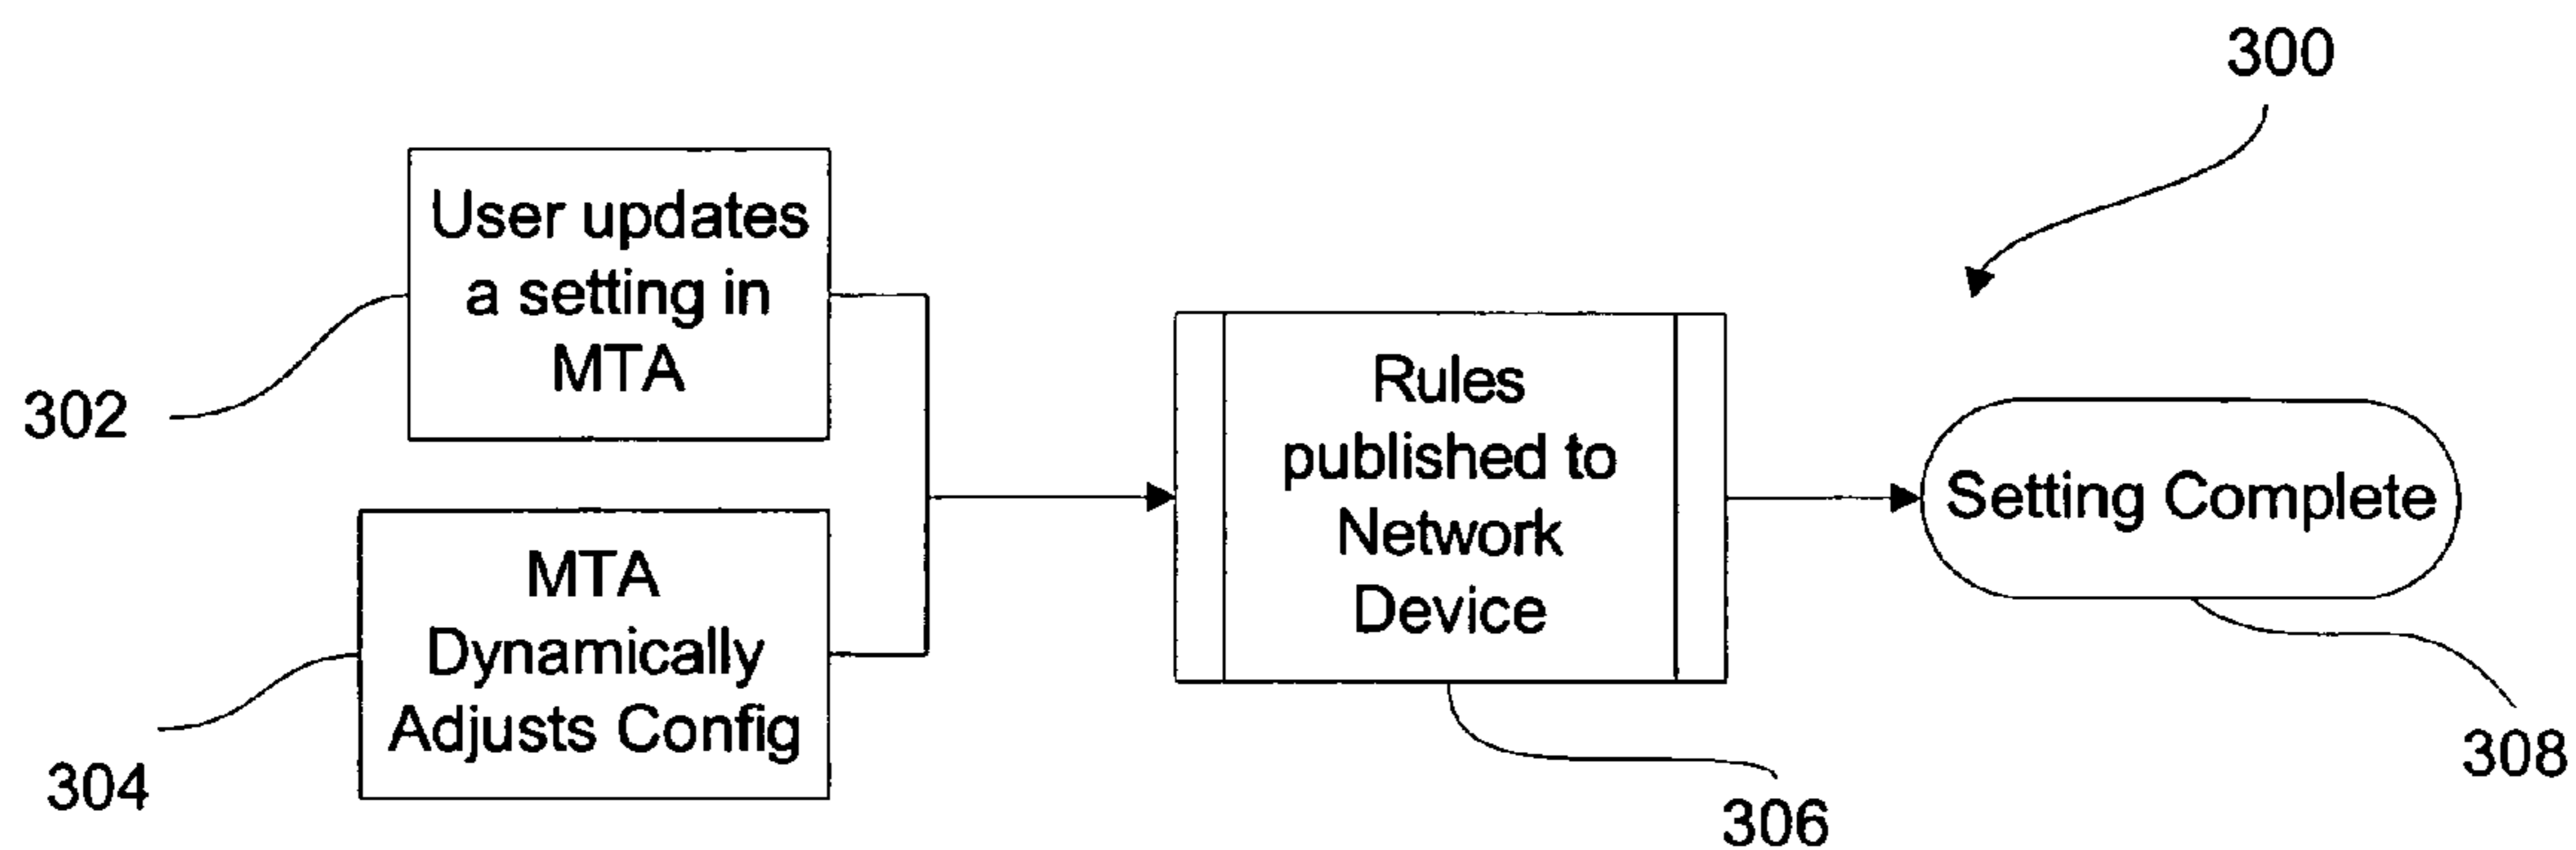 300
User updates
a setting in
MTA
302
MTA
Dynamically
Adjusts Config
304
Rules
published to
Network
Device
306
Setting Complete
308